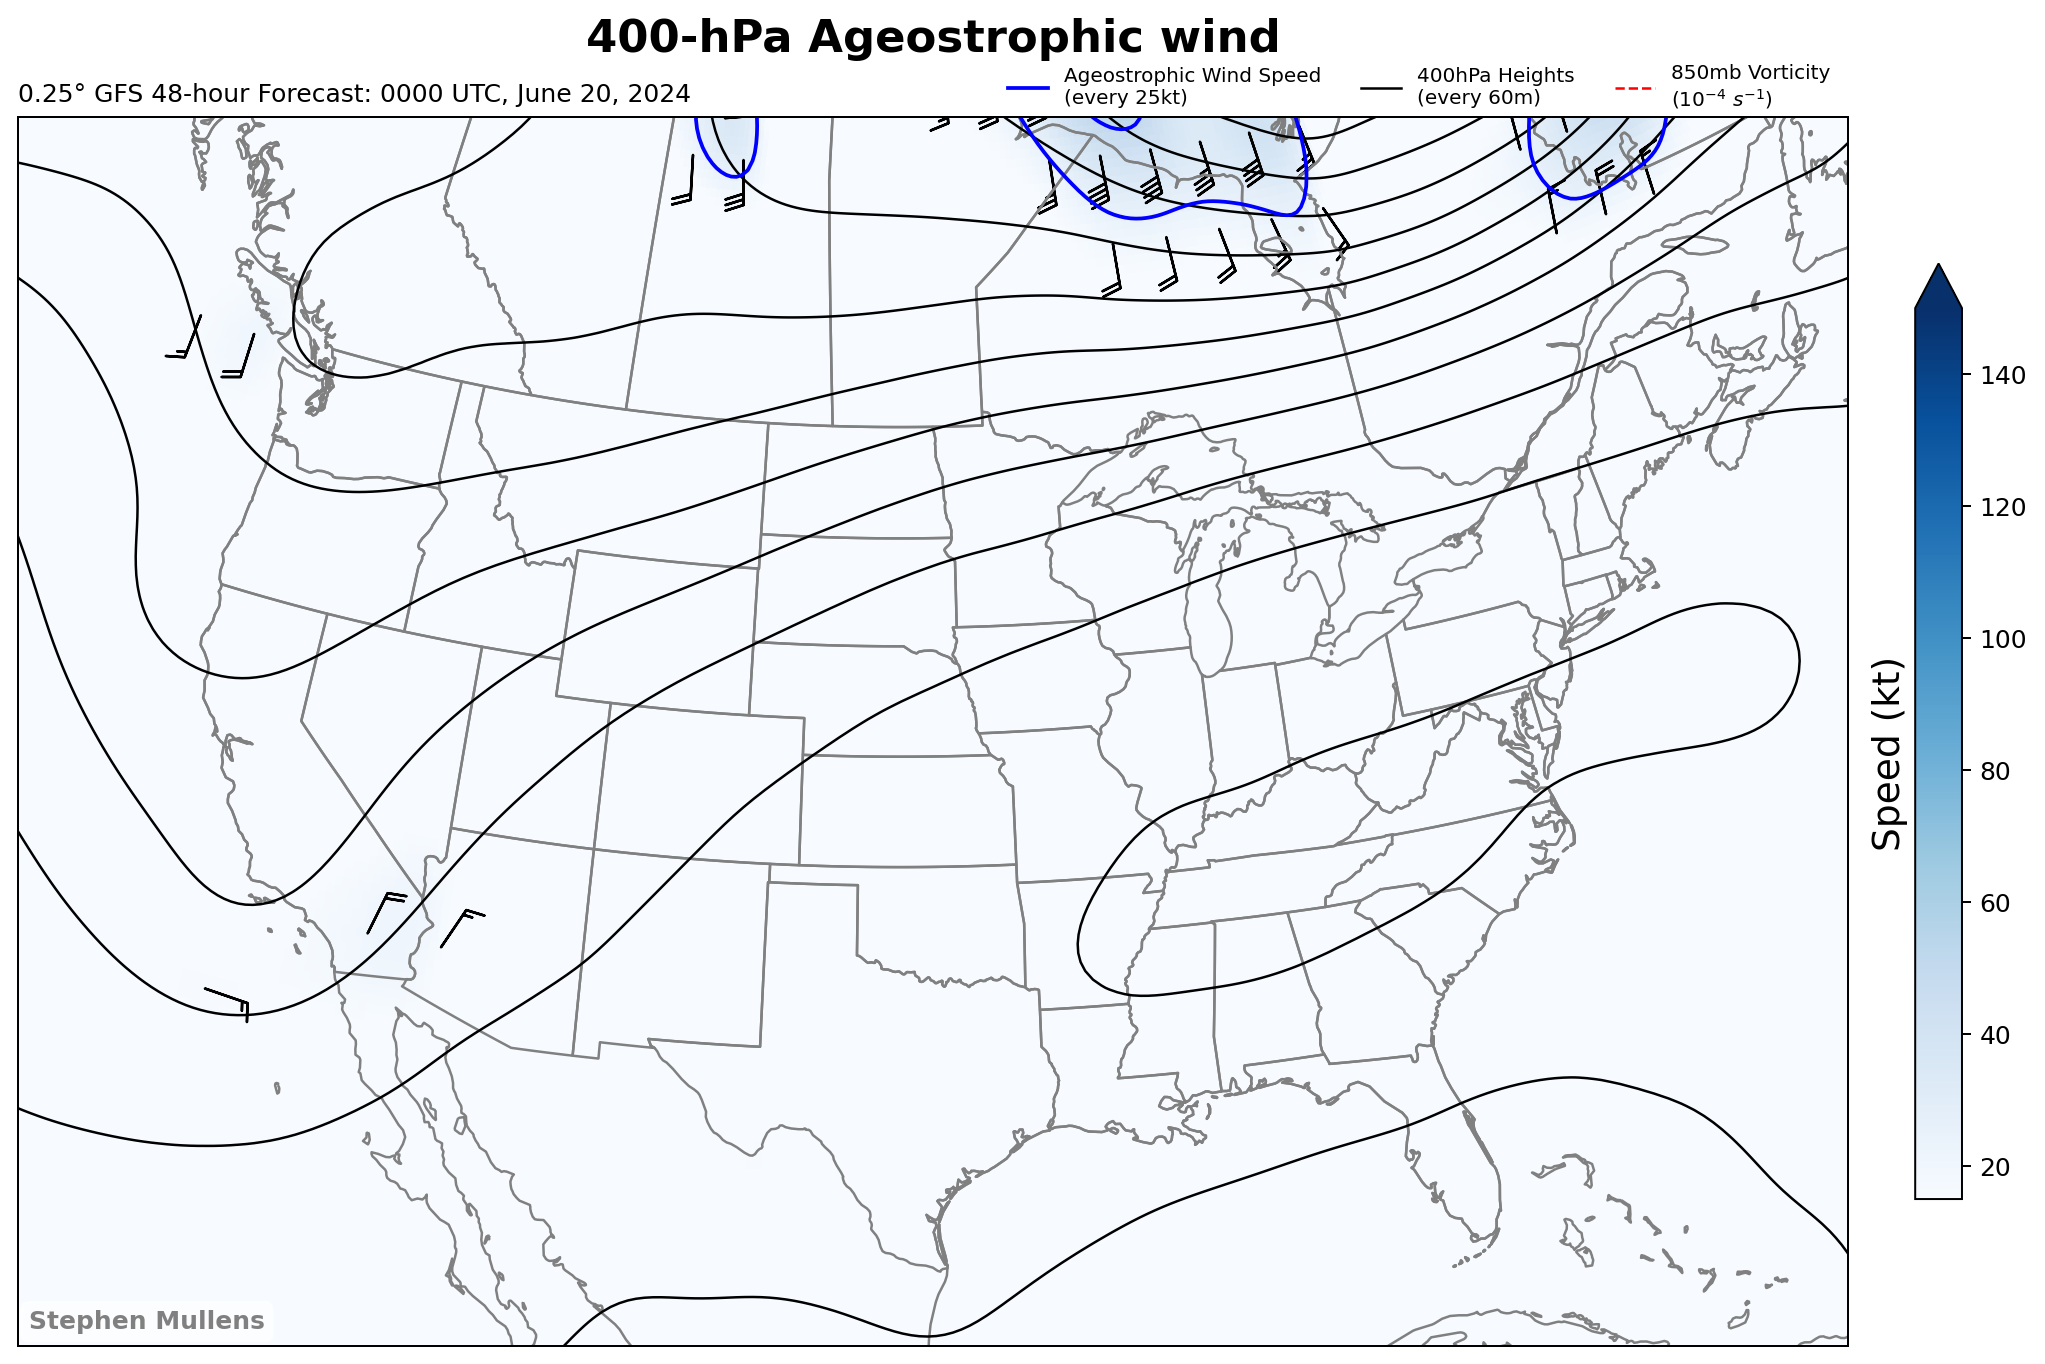 400-hPa Ageostrophic wind
0.25° GFS 48-hour Forecast: 0000 UTC, June 20, 2024
Ageostrophic Wind Speed
(every 25kt)
400hPa Heights
(every 60m)
850mb Vorticity
(10⁻⁴ s⁻¹)
140
120
100
80
60
40
20
Speed (kt)
Stephen Mullens